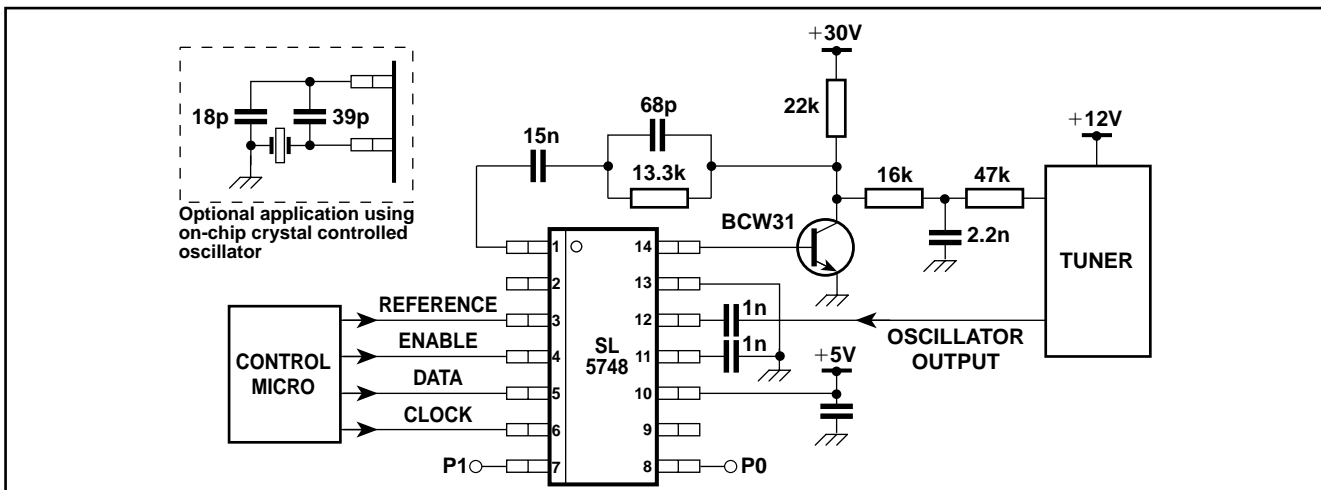 +30V
68p
22k
+12V
18p
39p
15n
13.3k
16k
47k
Optional application using
on-chip crystal controlled
oscillator
BCW31
2.2n
TUNER
1
14
2
13
REFERENCE
3
12
1n
ENABLE
4
SL
5748
11
1n
OSCILLATOR
OUTPUT
CONTROL
MICRO
DATA
5
10
+5V
CLOCK
6
9
P1
7
8
P0